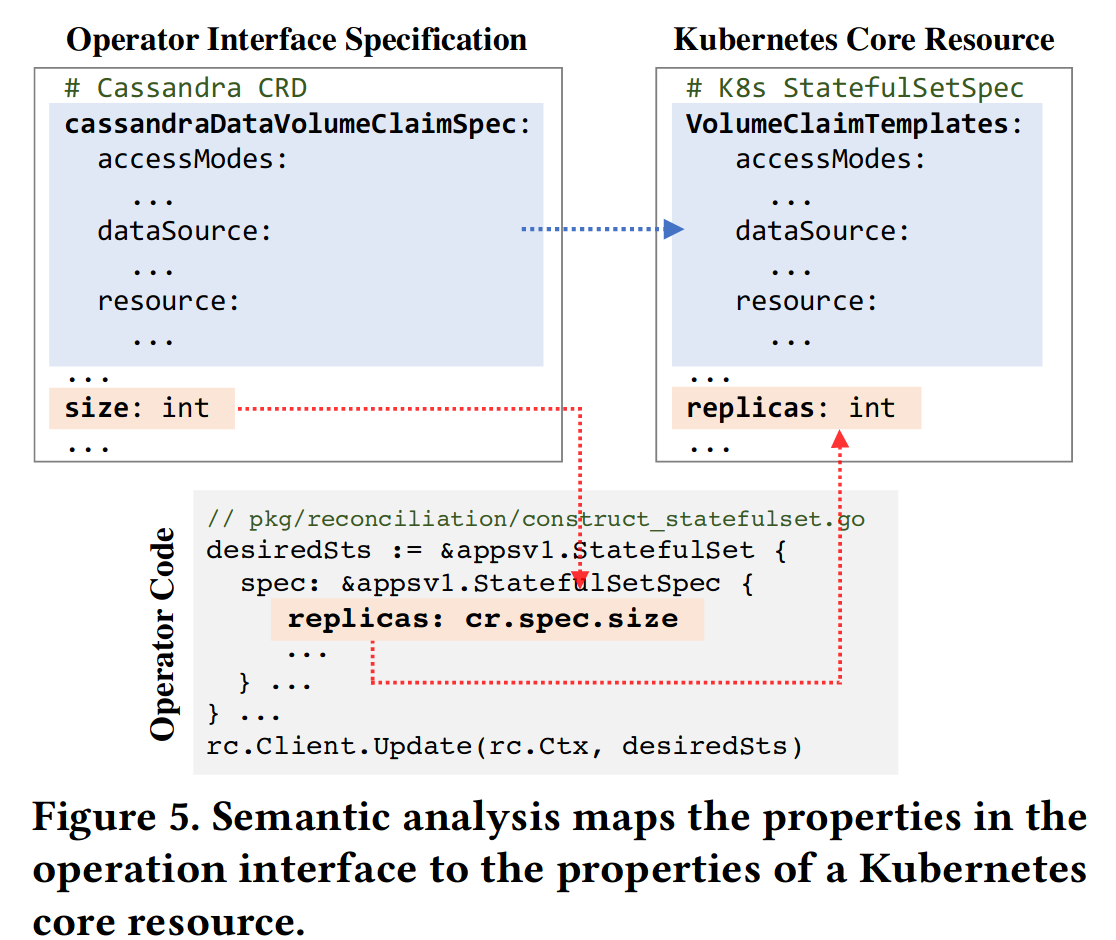 Operator Interface Specification
# Cassandra CRD
cassandraDataVolumeClaimSpec:
accessModes:
...
dataSource:
...
resource:
...
...
size: int
...
Kubernetes Core Resource
# K8s StatefulSetSpec
VolumeClaimTemplates:
accessModes:
...
dataSource:
...
resource:
...
...
replicas: int
...
Operator Code
// pkg/reconciliation/construct_statefulset.go
desiredSts := &appsv1.StatefulSet {
spec: &appsv1.StatefulSetSpec {
replicas: cr.spec.size
...
} ...
} ...
rc.Client.Update(rc.Ctx, desiredSts)
Figure 5. Semantic analysis maps the properties in the
operation interface to the properties of a Kubernetes
core resource.